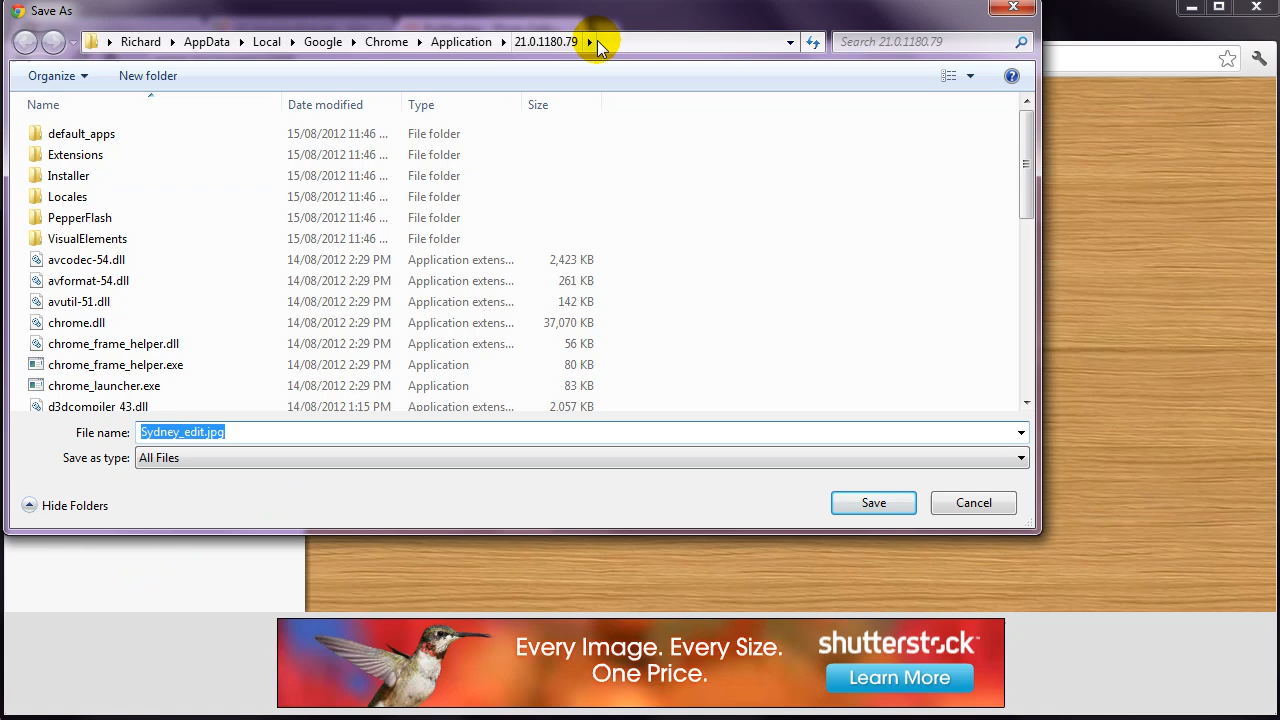 Save As
Richard AppData Local Google Chrome Application 21.0.1180.79
Search 21.0.1180.79
Organize New folder
Name Date modified Type Size
default_apps 15/08/2012 11:46 ... File folder
Extensions 15/08/2012 11:46 ... File folder
Installer 15/08/2012 11:46 ... File folder
Locales 15/08/2012 11:46 ... File folder
PepperFlash 15/08/2012 11:46 ... File folder
VisualElements 15/08/2012 11:46 ... File folder
avcodec-54.dll 14/08/2012 2:29 PM Application extens... 2,423 KB
avformat-54.dll 14/08/2012 2:29 PM Application extens... 261 KB
avutil-51.dll 14/08/2012 2:29 PM Application extens... 142 KB
chrome.dll 14/08/2012 2:29 PM Application extens... 37,070 KB
chrome_frame_helper.dll 14/08/2012 2:29 PM Application extens... 56 KB
chrome_frame_helper.exe 14/08/2012 2:29 PM Application 80 KB
chrome_launcher.exe 14/08/2012 2:29 PM Application 83 KB
d3dcompiler_43.dll 14/08/2012 1:15 PM Application extens... 2,057 KB
File name: Sydney_edit.jpg
Save as type: All Files
Hide Folders Save Cancel
Every Image. Every Size.
One Price.
shutterstock
Learn More